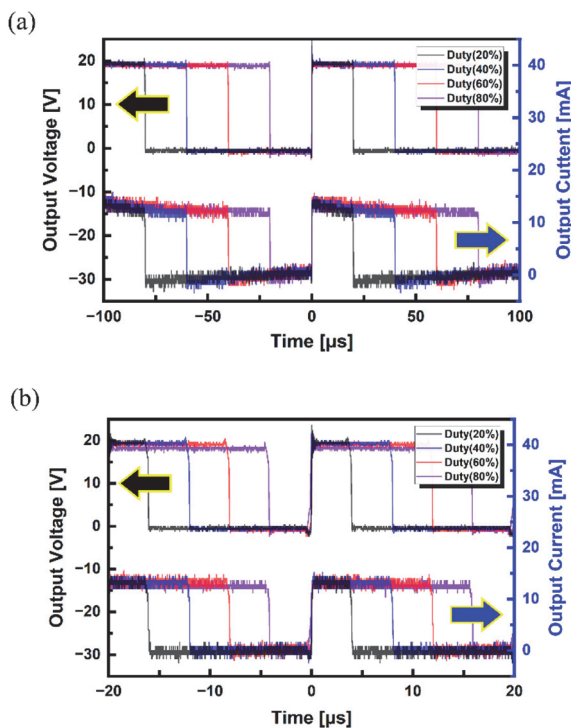 (a)
Output Voltage [V]
20
10
0
−10
−20
−30
Duty(20%)
Duty(40%)
Duty(60%)
Duty(80%)
40
30
20
10
0
Output Cuttent [mA]
−100
−50
0
50
100
Time [μs]
(b)
Output Voltage [V]
20
10
0
−10
−20
−30
Duty(20%)
Duty(40%)
Duty(60%)
Duty(80%)
40
30
20
10
0
Output Current [mA]
−20
−10
0
10
20
Time [μs]